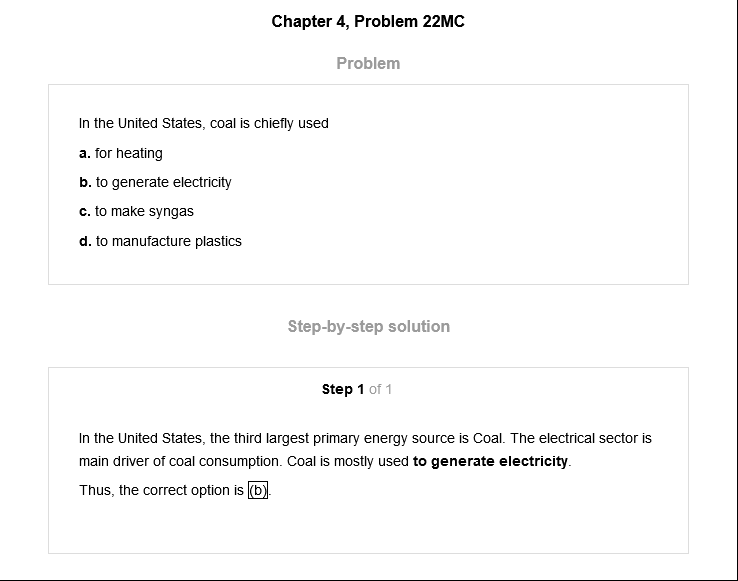 Chapter 4, Problem 22MC
Problem
In the United States, coal is chiefly used
a. for heating
b. to generate electricity
c. to make syngas
d. to manufacture plastics
Step-by-step solution
Step 1 of 1
In the United States, the third largest primary energy source is Coal. The electrical sector is
main driver of coal consumption. Coal is mostly used to generate electricity.
Thus, the correct option is (b).